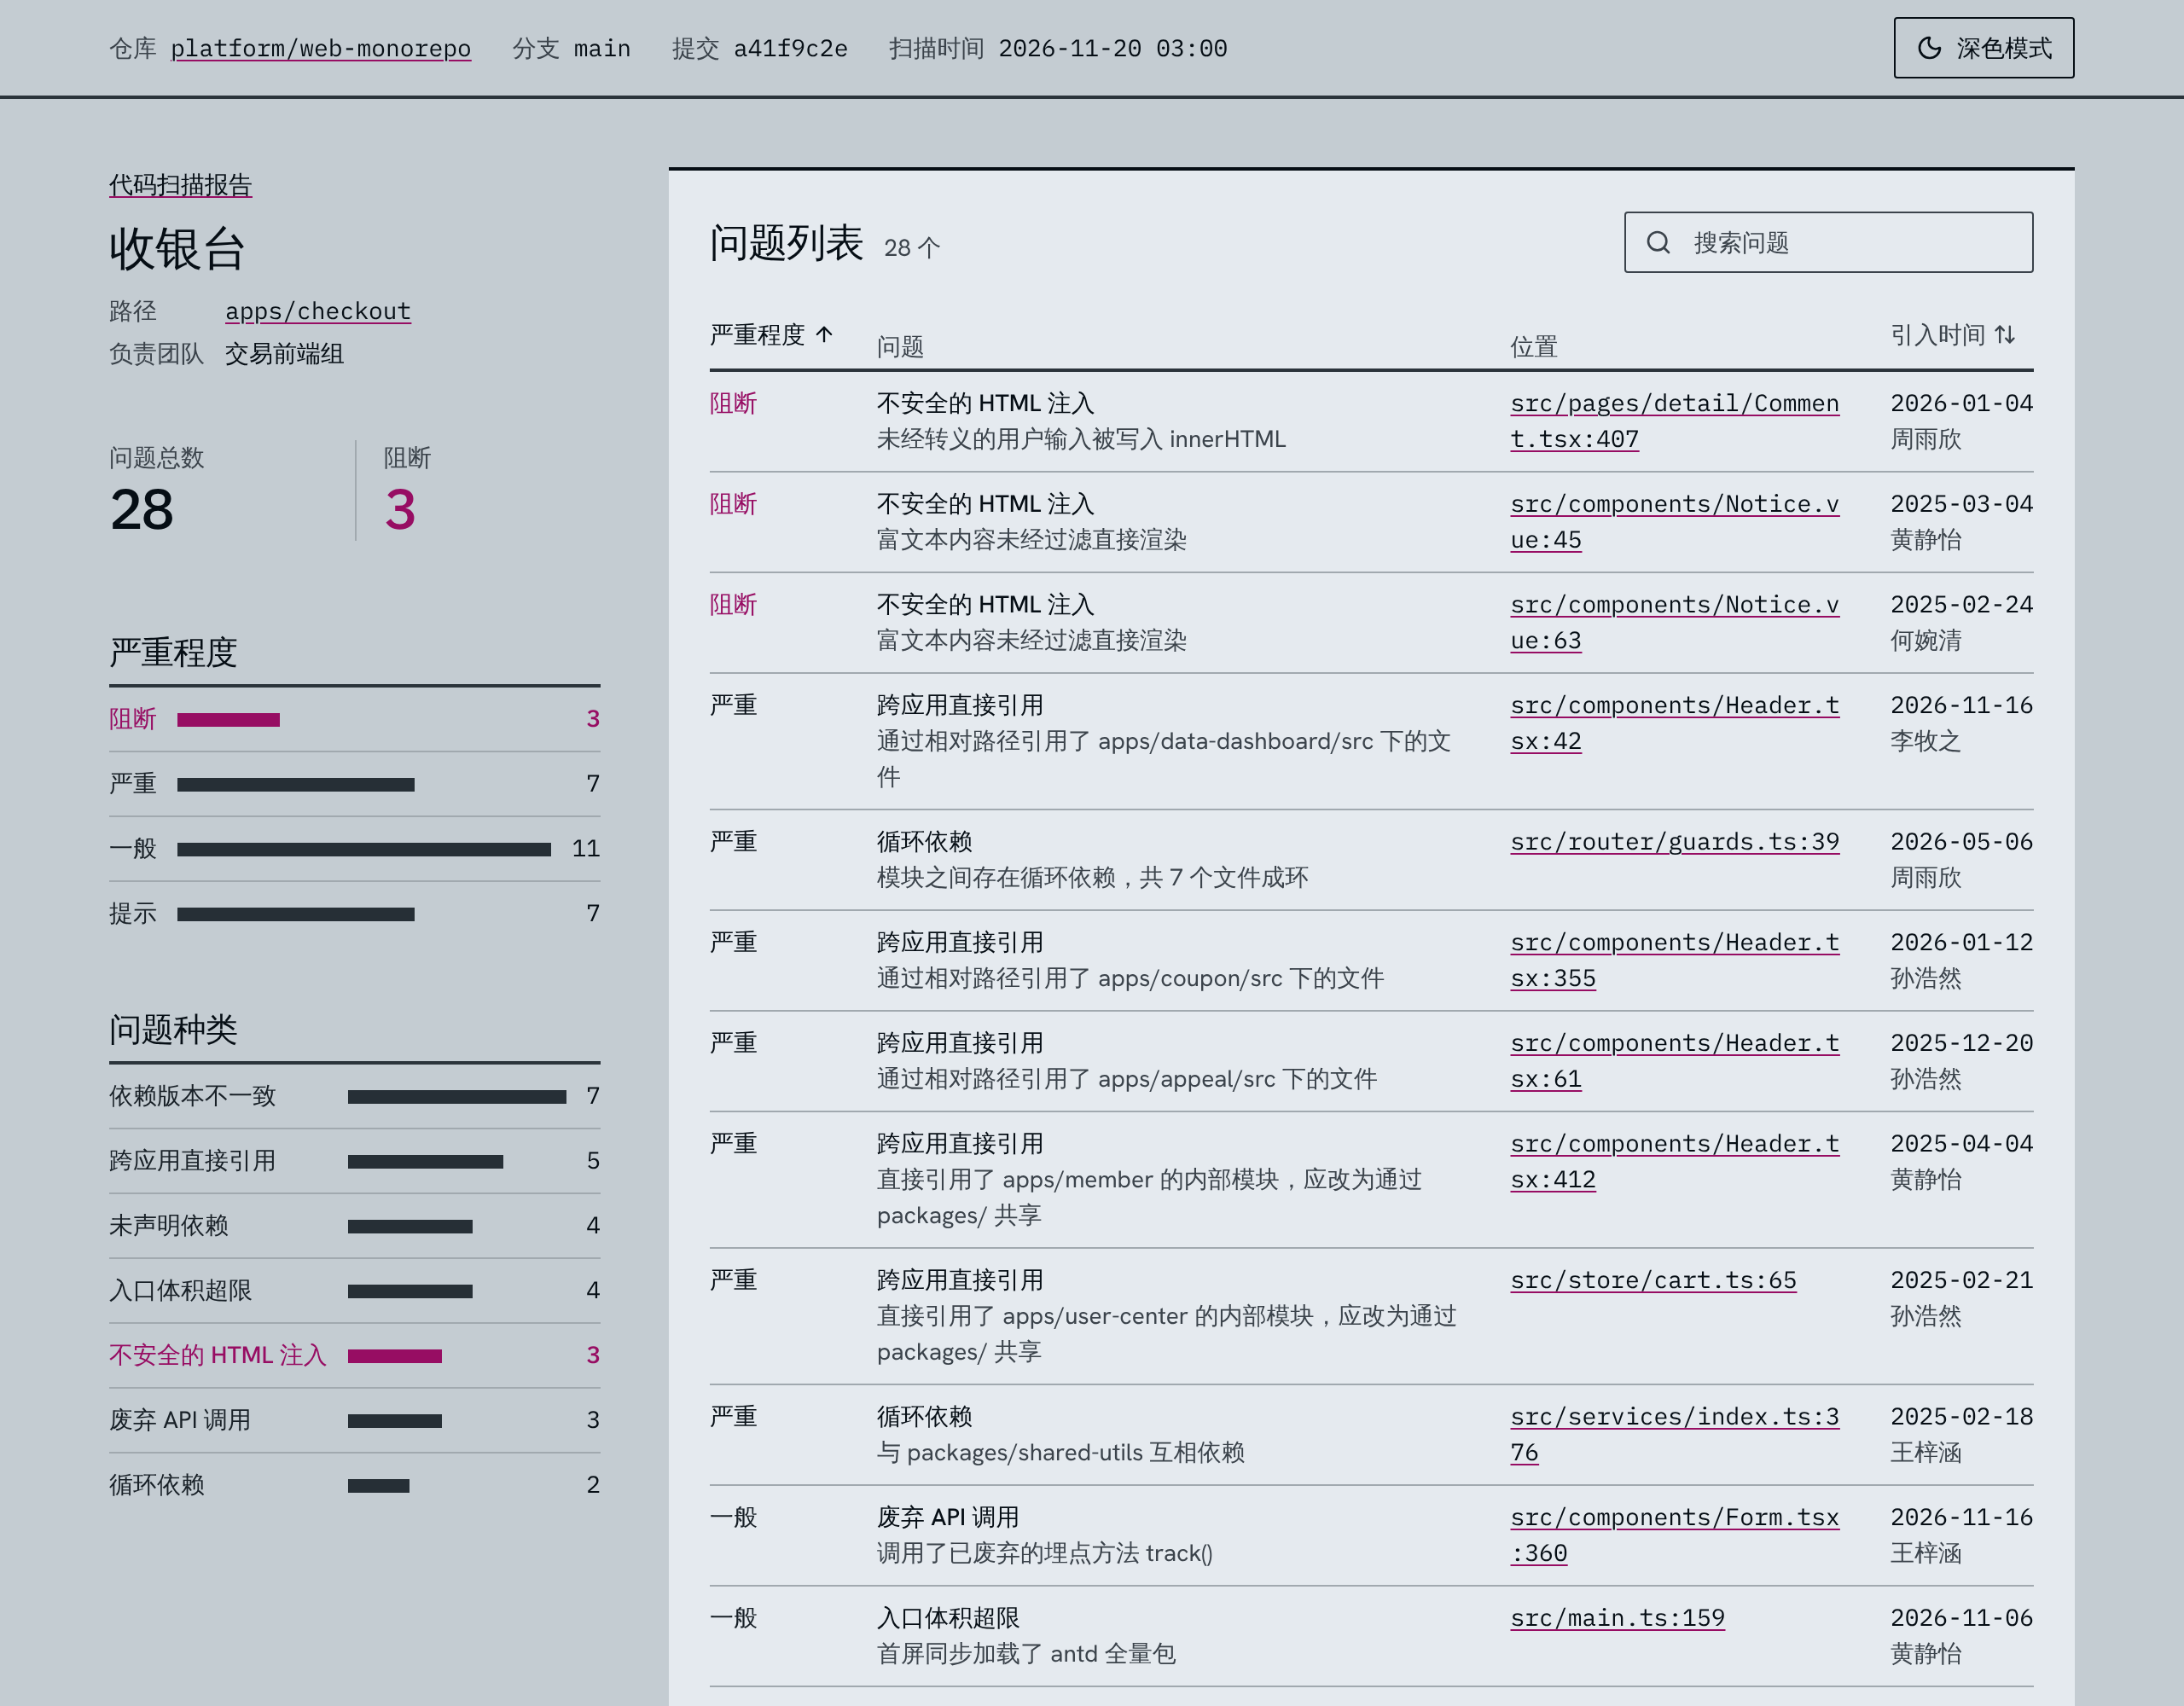 仓库 platform/web-monorepo 分支 main 提交 a41f9c2e 扫描时间 2026-11-20 03:00 深色模式
代码扫描报告
收银台
路径 apps/checkout
负责团队 交易前端组
问题总数 阻断
28 3
严重程度
阻断 3
严重 7
一般 11
提示 7
问题种类
依赖版本不一致 7
跨应用直接引用 5
未声明依赖 4
入口体积超限 4
不安全的 HTML 注入 3
废弃 API 调用 3
循环依赖 2
问题列表 28 个 搜索问题
严重程度 问题 位置 引入时间
阻断 不安全的 HTML 注入 src/pages/detail/Commen 2026-01-04
未经转义的用户输入被写入 innerHTML t.tsx:407 周雨欣
阻断 不安全的 HTML 注入 src/components/Notice.v 2025-03-04
富文本内容未经过滤直接渲染 ue:45 黄静怡
阻断 不安全的 HTML 注入 src/components/Notice.v 2025-02-24
富文本内容未经过滤直接渲染 ue:63 何婉清
严重 跨应用直接引用 src/components/Header.t 2026-11-16
通过相对路径引用了 apps/data-dashboard/src 下的文 sx:42 李牧之
件
严重 循环依赖 src/router/guards.ts:39 2026-05-06
模块之间存在循环依赖，共 7 个文件成环 周雨欣
严重 跨应用直接引用 src/components/Header.t 2026-01-12
通过相对路径引用了 apps/coupon/src 下的文件 sx:355 孙浩然
严重 跨应用直接引用 src/components/Header.t 2025-12-20
通过相对路径引用了 apps/appeal/src 下的文件 sx:61 孙浩然
严重 跨应用直接引用 src/components/Header.t 2025-04-04
直接引用了 apps/member 的内部模块，应改为通过 sx:412 黄静怡
packages/ 共享
严重 跨应用直接引用 src/store/cart.ts:65 2025-02-21
直接引用了 apps/user-center 的内部模块，应改为通过 孙浩然
packages/ 共享
严重 循环依赖 src/services/index.ts:3 2025-02-18
与 packages/shared-utils 互相依赖 76 王梓涵
一般 废弃 API 调用 src/components/Form.tsx 2026-11-16
调用了已废弃的埋点方法 track() :360 王梓涵
一般 入口体积超限 src/main.ts:159 2026-11-06
首屏同步加载了 antd 全量包 黄静怡